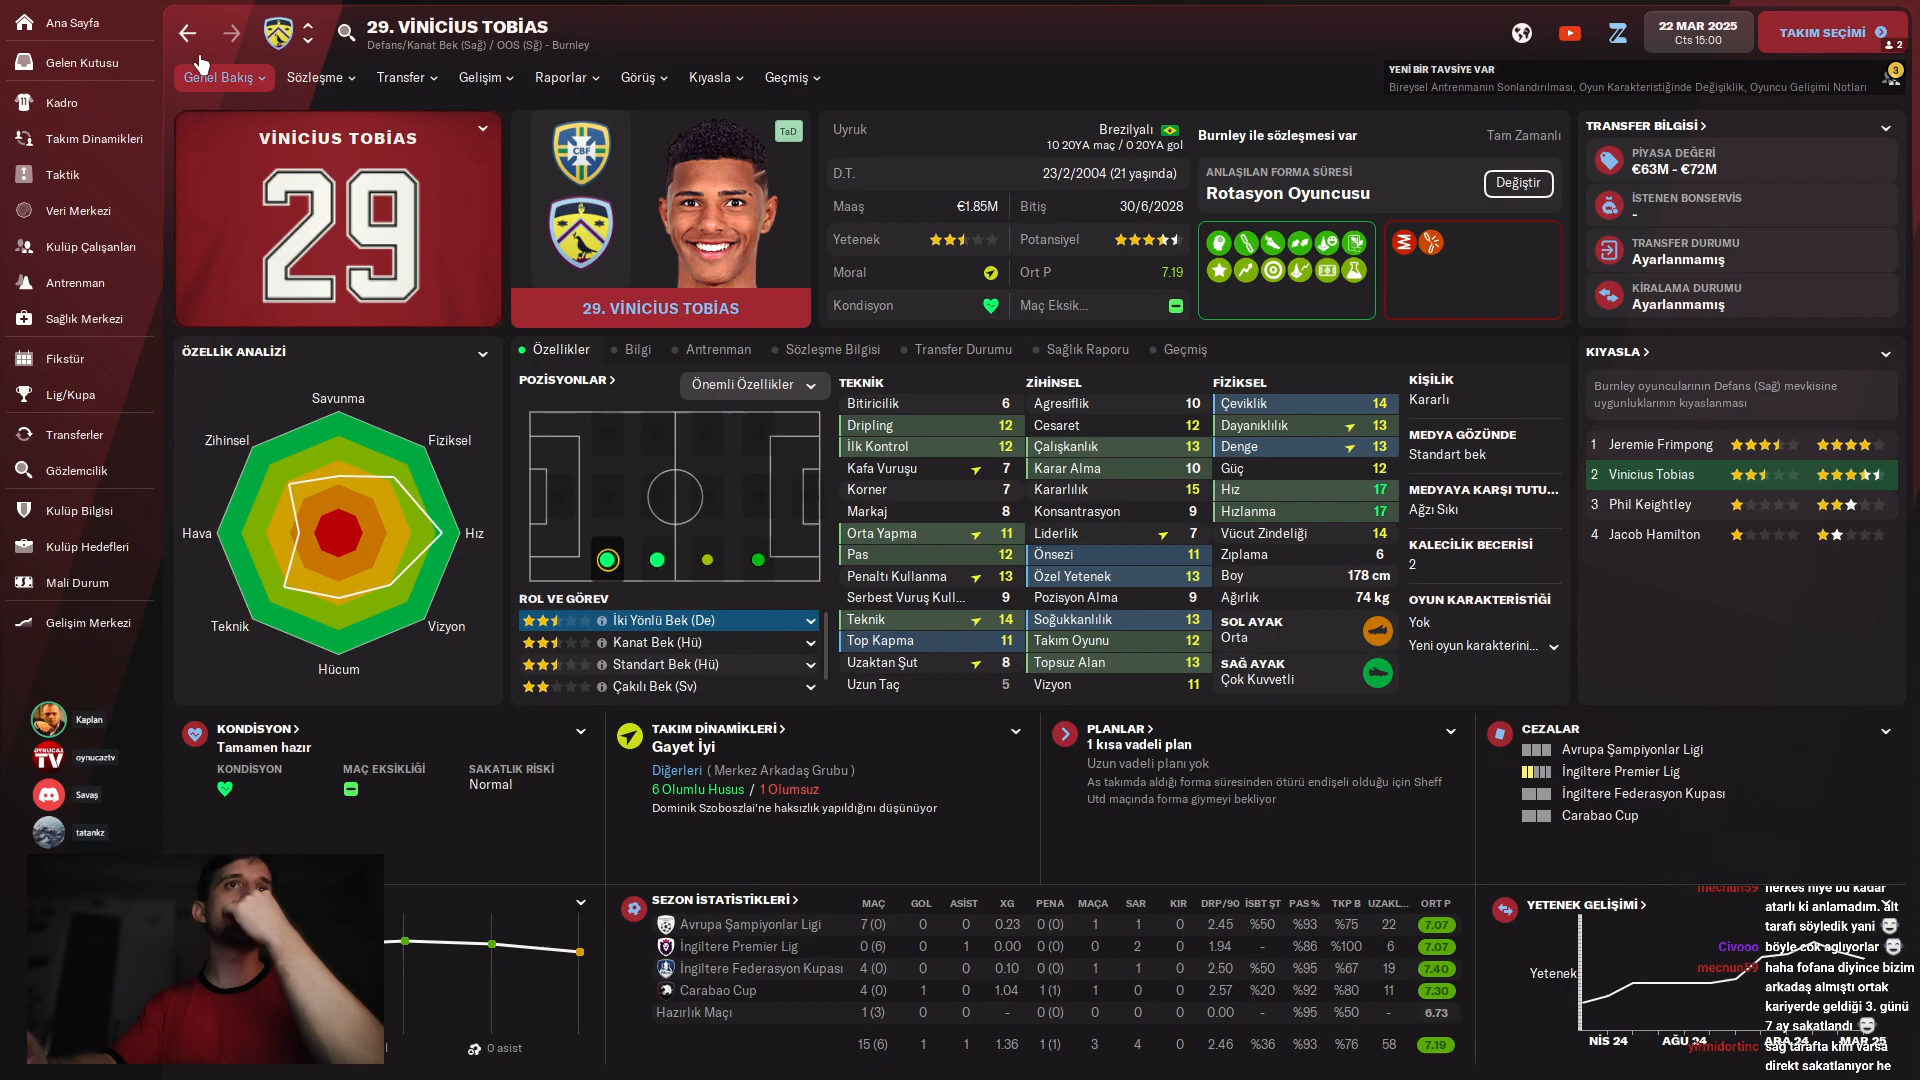 Ana Sayfa
Gelen Kutusu
Kadro
Takım Dinamikleri
Taktik
Veri Merkezi
Kulüp Çalışanları
Antrenman
Sağlık Merkezi
Fikstür
Lig/Kupa
Transferler
Gözlemcilik
Kulüp Bilgisi
Kulüp Hedefleri
Mali Durum
Gelişim Merkezi
Kaplan
OYNUCAZ TV
oynucaztv
Savaş
tatankz
29. VİNİCİUS TOBİAS
Defans/Kanat Bek (Sağ) / OOS (Sğ) - Burnley
22 MAR 2025
Cts 15:00
TAKIM SEÇİMİ
2
Genel Bakış
Sözleşme
Transfer
Gelişim
Raporlar
Görüş
Kıyasla
Geçmiş
YENİ BİR TAVSİYE VAR
Bireysel Antrenmanın Sonlandırılması, Oyun Karakteristiğinde Değişiklik, Oyuncu Gelişimi Notları
3
VİNİCİUS TOBİAS
29
CBF
TaD
29. VİNİCİUS TOBİAS
Uyruk Brezilyalı
10 20YA maç / 0 20YA gol
D.T. 23/2/2004 (21 yaşında)
Maaş €1.85M Bitiş 30/6/2028
Yetenek Potansiyel
Moral Ort P 7.19
Kondisyon Maç Eksik...
Burnley ile sözleşmesi var Tam Zamanlı
ANLAŞILAN FORMA SÜRESİ
Rotasyon Oyuncusu
Değiştir
TRANSFER BİLGİSİ
PİYASA DEĞERİ
€63M - €72M
İSTENEN BONSERVİS
-
TRANSFER DURUMU
Ayarlanmamış
KİRALAMA DURUMU
Ayarlanmamış
ÖZELLİK ANALİZİ
Savunma
Zihinsel Fiziksel
Hava Hız
Teknik Vizyon
Hücum
Özellikler Bilgi Antrenman Sözleşme Bilgisi Transfer Durumu Sağlık Raporu Geçmiş
POZİSYONLAR
Önemli Özellikler
ROL VE GÖREV
İki Yönlü Bek (De)
Kanat Bek (Hü)
Standart Bek (Hü)
Çakılı Bek (Sv)
TEKNİK
Bitiricilik 6
Dripling 12
İlk Kontrol 12
Kafa Vuruşu 7
Korner 7
Markaj 8
Orta Yapma 11
Pas 12
Penaltı Kullanma 13
Serbest Vuruş Kull... 9
Teknik 14
Top Kapma 11
Uzaktan Şut 8
Uzun Taç 5
ZİHİNSEL
Agresiflik 10
Cesaret 12
Çalışkanlık 13
Karar Alma 10
Kararlılık 15
Konsantrasyon 9
Liderlik 7
Önsezi 11
Özel Yetenek 13
Pozisyon Alma 9
Soğukkanlılık 13
Takım Oyunu 12
Topsuz Alan 13
Vizyon 11
FİZİKSEL
Çeviklik 14
Dayanıklılık 13
Denge 13
Güç 12
Hız 17
Hızlanma 17
Vücut Zindeliği 14
Zıplama 6
Boy 178 cm
Ağırlık 74 kg
SOL AYAK
Orta
SAĞ AYAK
Çok Kuvvetli
KİŞİLİK
Kararlı
MEDYA GÖZÜNDE
Standart bek
MEDYAYA KARŞI TUTU...
Ağzı Sıkı
KALECİLİK BECERİSİ
2
OYUN KARAKTERİSTİĞİ
Yok
Yeni oyun karakterini...
KIYASLA
Burnley oyuncularının Defans (Sağ) mevkisine
uygunluklarının kıyaslanması
1 Jeremie Frimpong
2 Vinicius Tobias
3 Phil Keightley
4 Jacob Hamilton
KONDİSYON
Tamamen hazır
KONDİSYON MAÇ EKSİKLİĞİ SAKATLIK RİSKİ
Normal
TAKIM DİNAMİKLERİ
Gayet İyi
Diğerleri ( Merkez Arkadaş Grubu )
6 Olumlu Husus / 1 Olumsuz
Dominik Szoboszlai'ne haksızlık yapıldığını düşünüyor
PLANLAR
1 kısa vadeli plan
Uzun vadeli planı yok
As takımda aldığı forma süresinden ötürü endişeli olduğu için Sheff
Utd maçında forma giymeyi bekliyor
CEZALAR
Avrupa Şampiyonlar Ligi
İngiltere Premier Lig
İngiltere Federasyon Kupası
Carabao Cup
0 asist
SEZON İSTATİSTİKLERİ MAÇ GOL ASİST XG PENA MAÇA SAR KIR DRP/90 İSBT ŞT PAS % TKP B UZAKL... ORT P
Avrupa Şampiyonlar Ligi 7 (0) 0 0 0.23 0 (0) 1 1 0 2.45 %50 %93 %75 22 7.07
İngiltere Premier Lig 0 (6) 0 1 0.00 0 (0) 0 2 0 1.94 - %86 %100 6 7.07
İngiltere Federasyon Kupası 4 (0) 0 0 0.10 0 (0) 1 1 0 2.50 %50 %95 %67 19 7.40
Carabao Cup 4 (0) 1 0 1.04 1 (1) 1 0 0 2.57 %20 %92 %80 11 7.30
Hazırlık Maçı 1 (3) 0 0 - 0 (0) 0 0 0 0.00 - %95 %50 - 6.73
15 (6) 1 1 1.36 1 (1) 3 4 0 2.46 %36 %93 %76 58 7.19
YETENEK GELİŞİMİ
Yetenek
NİS 24 AĞU 24 ARA 24 MAR 25
mecnun59 herkes niye bu kadar
atarlı ki anlamadım. alt
tarafı söyledik yani
Civooo böyle çok ağlıyorlar
mecnun59 haha fofana diyince bizim
arkadaş almıştı ortak
kariyerde geldiği 3. günü
7 ay sakatlandı
yirmidortinc sağ tarafta kim varsa
direkt sakatlanıyor he